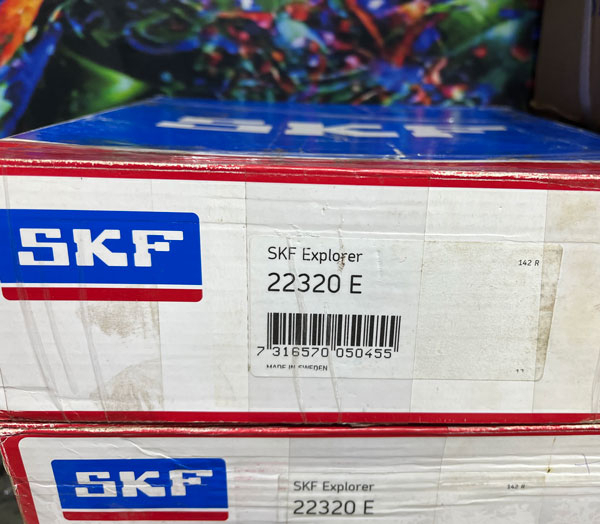 SKF
SKF
SKF Explorer
142 R
22320 E
7 316570 050455
MADE IN SWEDEN
SKF
SKF Explorer
142 R
22320 E